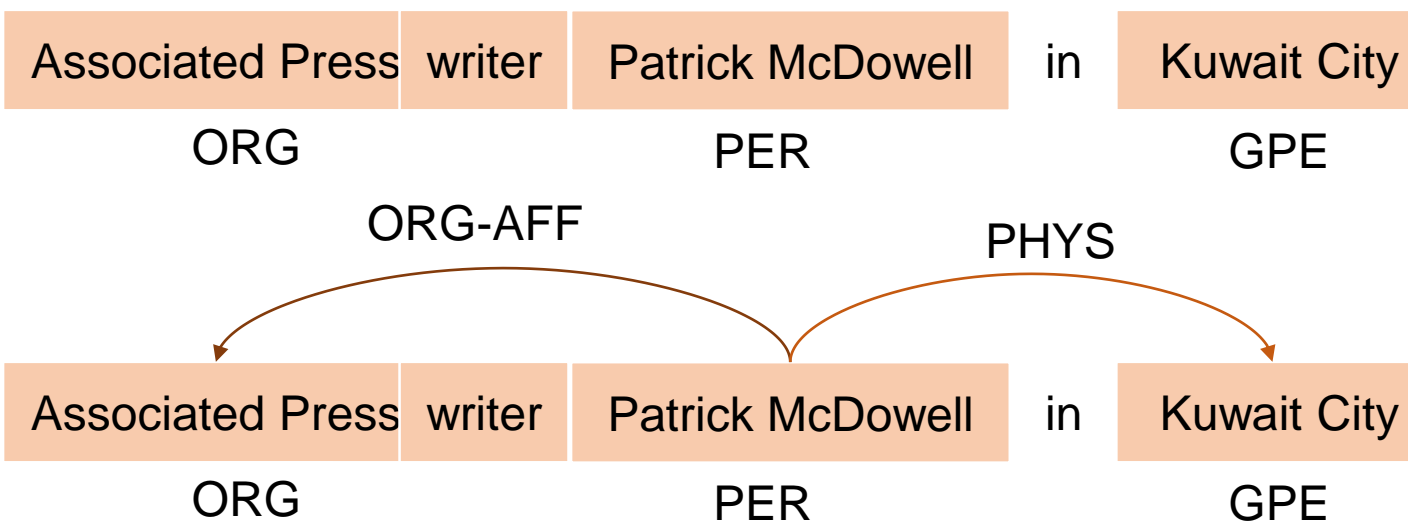 Associated Press writer Patrick McDowell in Kuwait City
ORG PER GPE
ORG-AFF PHYS
Associated Press writer Patrick McDowell in Kuwait City
ORG PER GPE